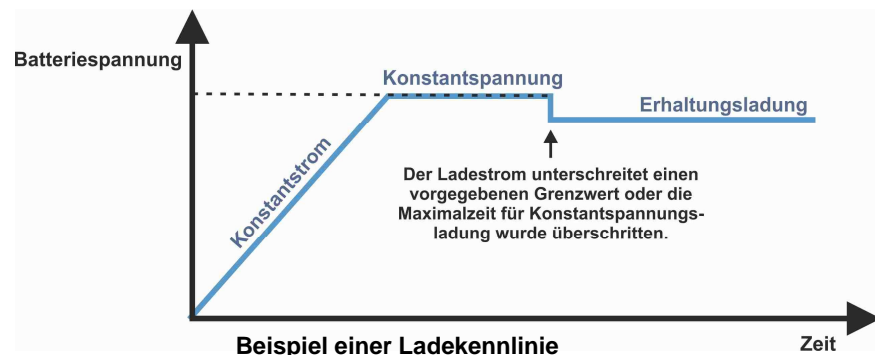 Batteriespannung
Konstantspannung
Erhaltungsladung
Konstantstrom
Der Ladestrom unterschreitet einen
vorgegebenen Grenzwert oder die
Maximalzeit für Konstantspannungs-
ladung wurde überschritten.
Beispiel einer Ladekennlinie
Zeit